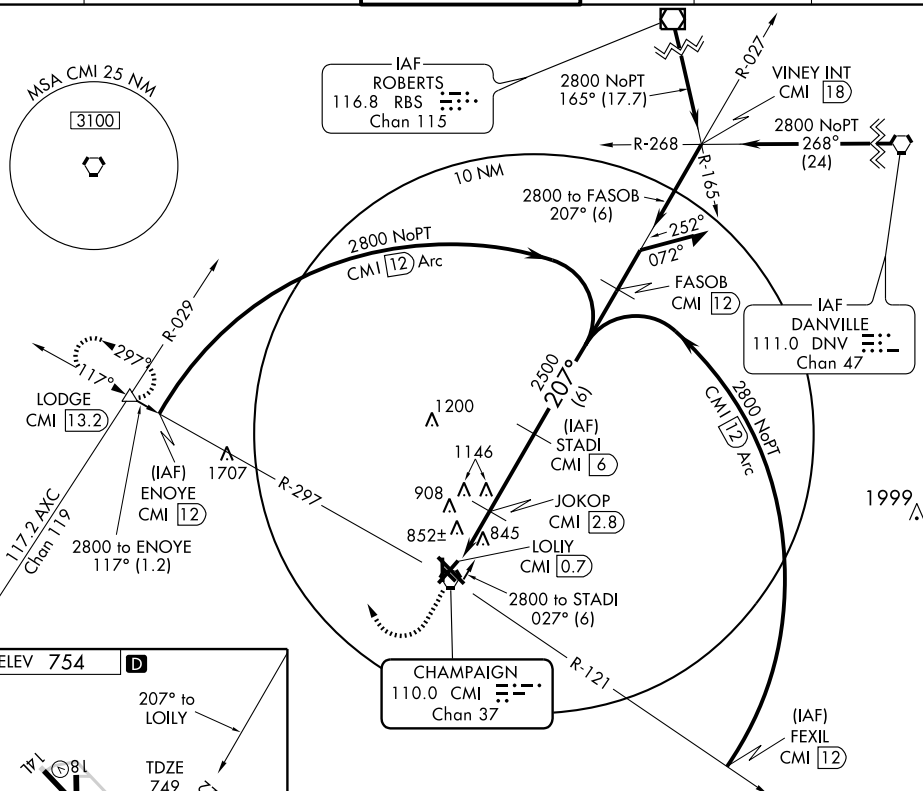 MSA CMI 25 NM
3100
IAF
ROBERTS
116.8 RBS
Chan 115
2800 NoPT
165° (17.7)
R-027
VINEY INT
CMI 18
2800 NoPT
268°
(24)
R-268
R-165
10 NM
2800 to FASOB
207° (6)
252°
072°
FASOB
CMI 12
IAF
DANVILLE
111.0 DNV
Chan 47
2800 NoPT
CMI 12 Arc
R-029
297°
117°
LODGE
CMI 13.2
(IAF)
ENOYE
CMI 12
117.2 AXC
Chan 119
2800 to ENOYE
117° (1.2)
1707
R-297
1200
1146
908
852±
845
2500
207°
(6)
(IAF)
STADI
CMI 6
JOKOP
CMI 2.8
LOLIY
CMI 0.7
2800 to STADI
027° (6)
2800 NoPT
CMI 12 Arc
1999
CHAMPAIGN
110.0 CMI
Chan 37
R-121
(IAF)
FEXIL
CMI 12
ELEV 754
D
207° to
LOILY
TDZE
749
14L
18